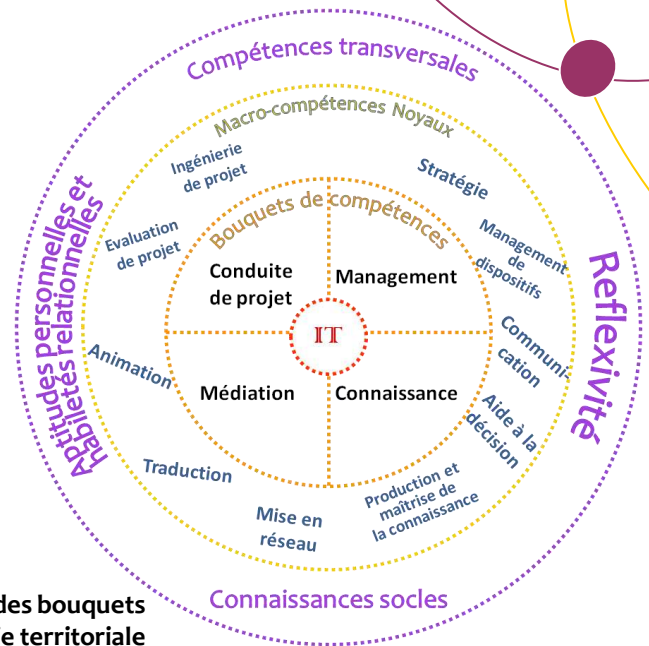 Compétences transversales
Macro-compétences Noyaux
Ingénierie
de projet
Stratégie
Evaluation
de projet
Bouquets de compétences
Management
de
dispositifs
Conduite
de projet
Management
Aptitudes personnelles et
habiletés relationnelles
Reflexivité
IT
Communi-
cation
Animation
Médiation
Connaissance
Aide à la
décision
Traduction
Mise en
réseau
Production et
maîtrise de
la connaissance
Connaissances socles
des bouquets
ie territoriale